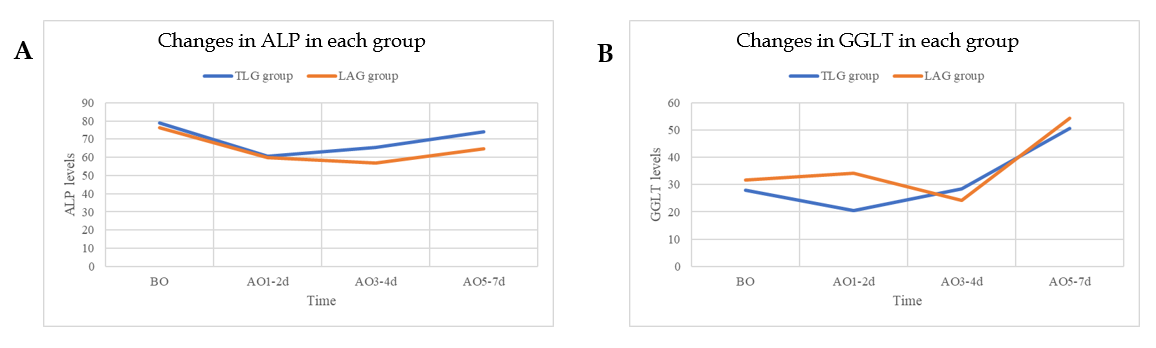 A
Changes in ALP in each group
TLG group LAG group
90
80
70
60
50
40
30
20
10
0
ALP levels
BO AO1-2d AO3-4d AO5-7d
Time
B
Changes in GGLT in each group
TLG group LAG group
60
50
40
30
20
10
0
GGLT levels
BO AO1-2d AO3-4d AO5-7d
Time